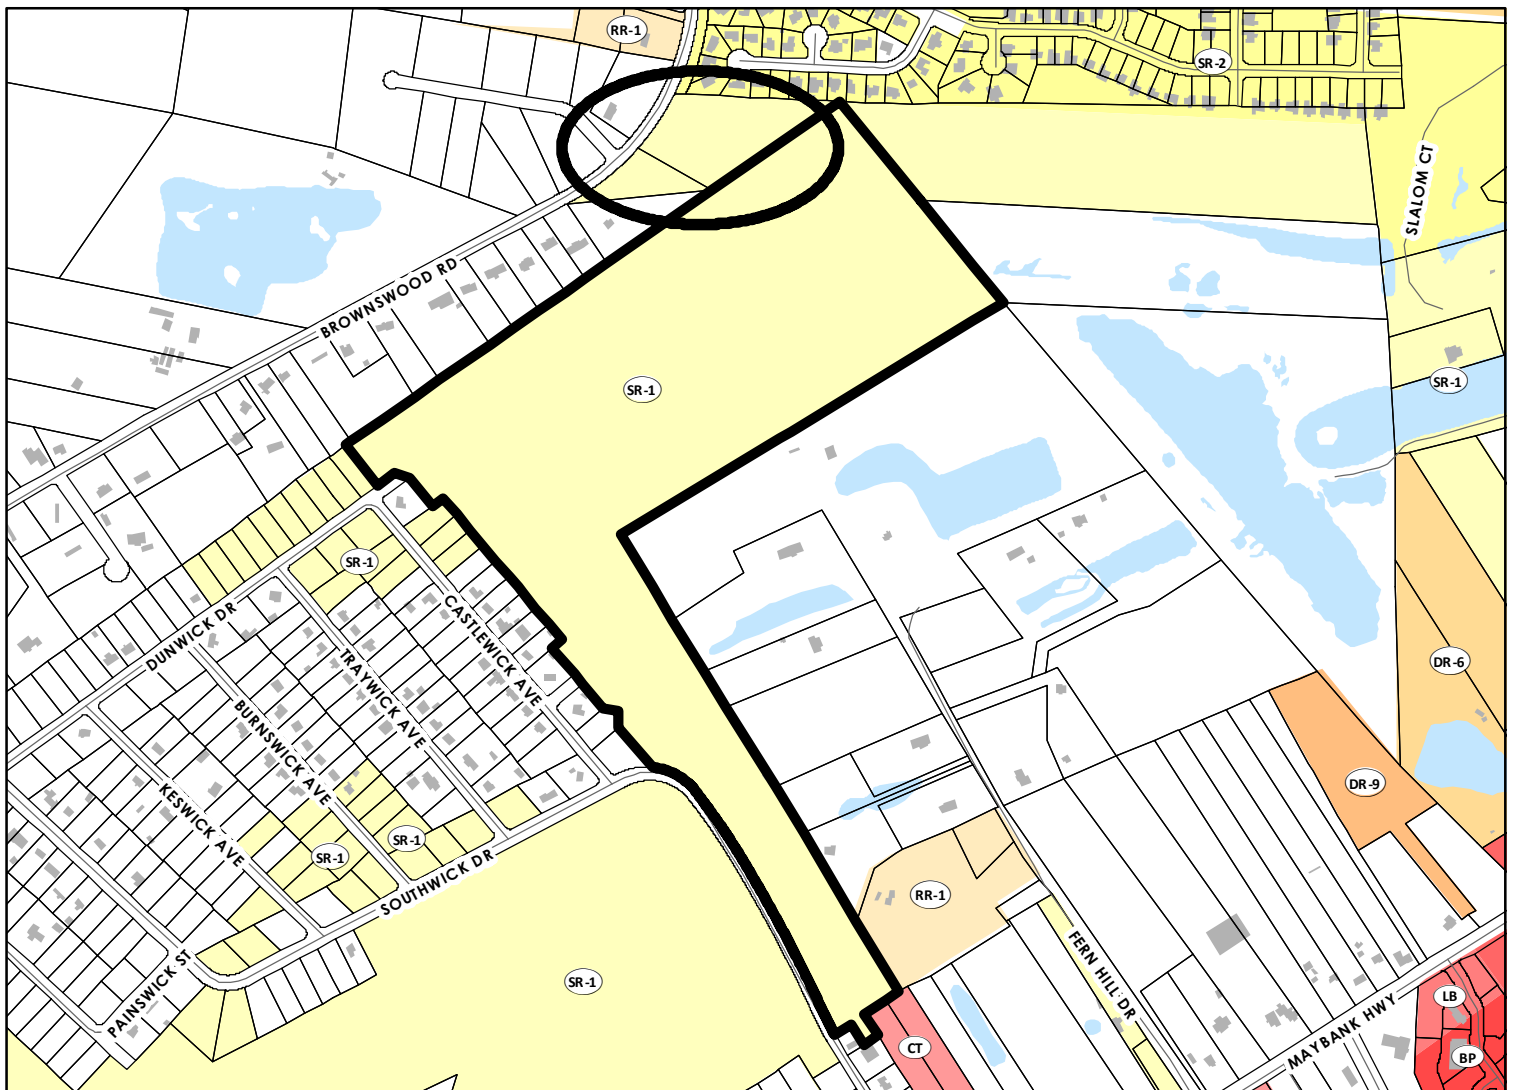 RR-1
SR-2
SLALOM CT
BROWNSWOOD RD
SR-1
SR-1
SR-1
DUNWICK DR
CASTLEWICK AVE
TRAYWICK AVE
DR-6
BURNSWICK AVE
KESWICK AVE
DR-9
SR-1
SR-1
SOUTHWICK DR
RR-1
FERN HILL DR
PAINSWICK ST
SR-1
LB
MAYBANK HWY
CT
BP